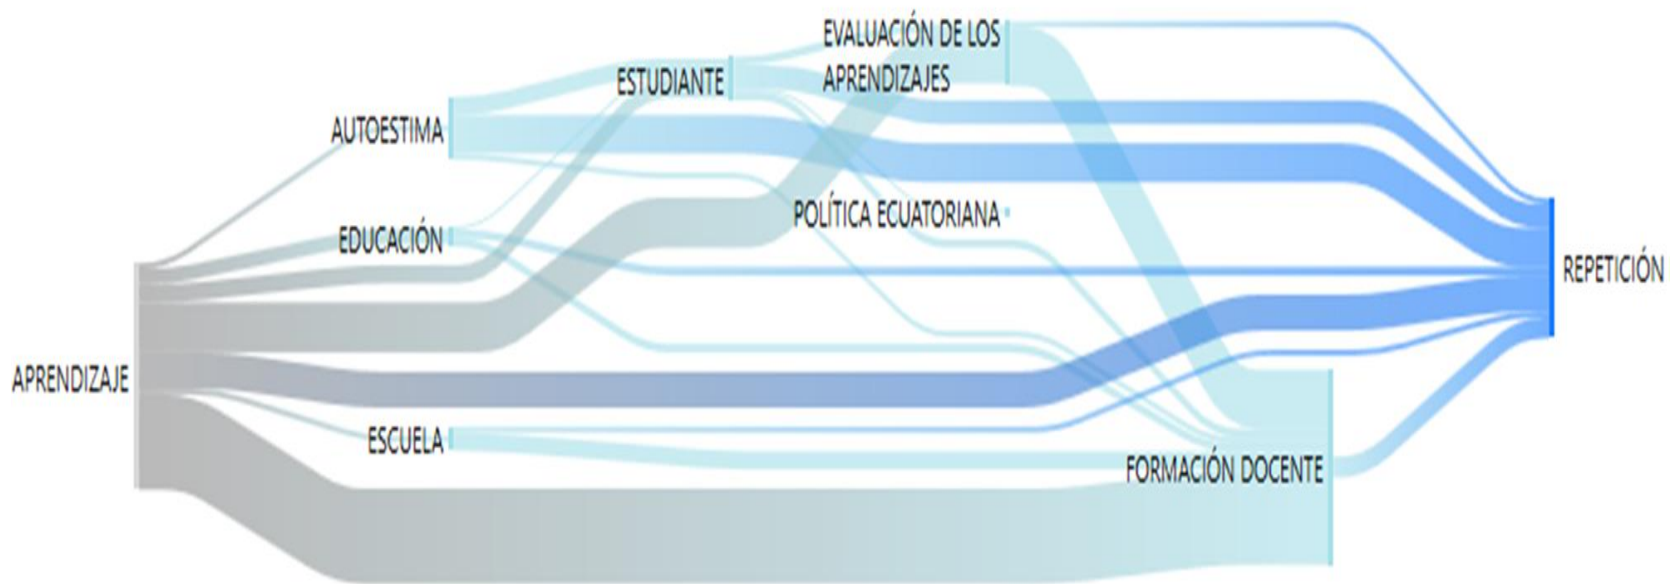 EVALUACIÓN DE LOS
APRENDIZAJES
ESTUDIANTE
AUTOESTIMA
POLÍTICA ECUATORIANA
EDUCACIÓN
REPETICIÓN
APRENDIZAJE
ESCUELA
FORMACIÓN DOCENTE